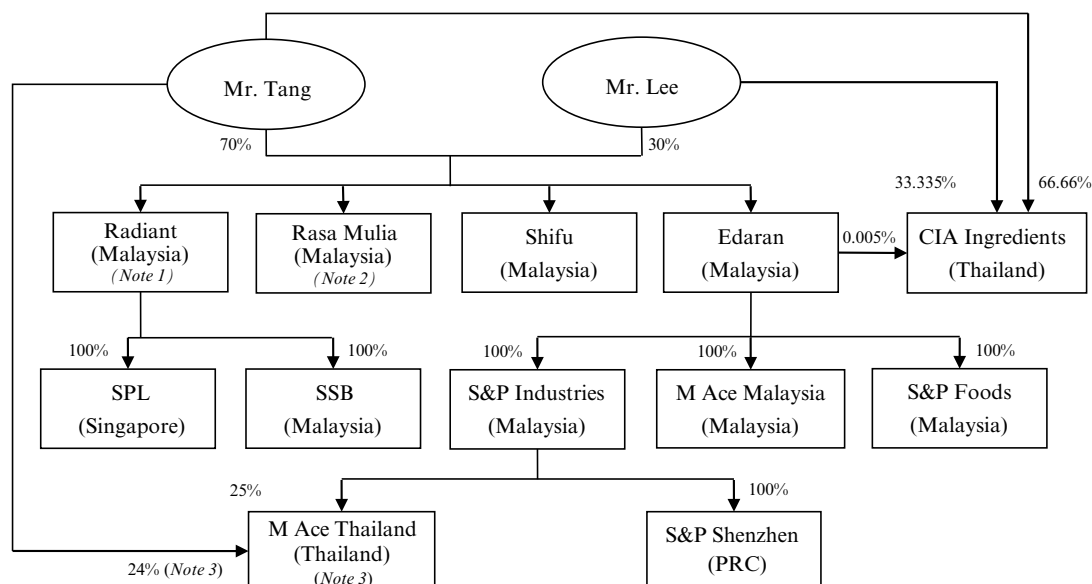 Mr. Tang
Mr. Lee
70%
30%
33.335%
66.66%
Radiant
(Malaysia)
(Note 1)
Rasa Mulia
(Malaysia)
(Note 2)
Shifu
(Malaysia)
Edaran
(Malaysia)
0.005%
CIA Ingredients
(Thailand)
100%
100%
100%
100%
100%
SPL
(Singapore)
SSB
(Malaysia)
S&P Industries
(Malaysia)
M Ace Malaysia
(Malaysia)
S&P Foods
(Malaysia)
25%
100%
M Ace Thailand
(Thailand)
(Note 3)
S&P Shenzhen
(PRC)
24% (Note 3)